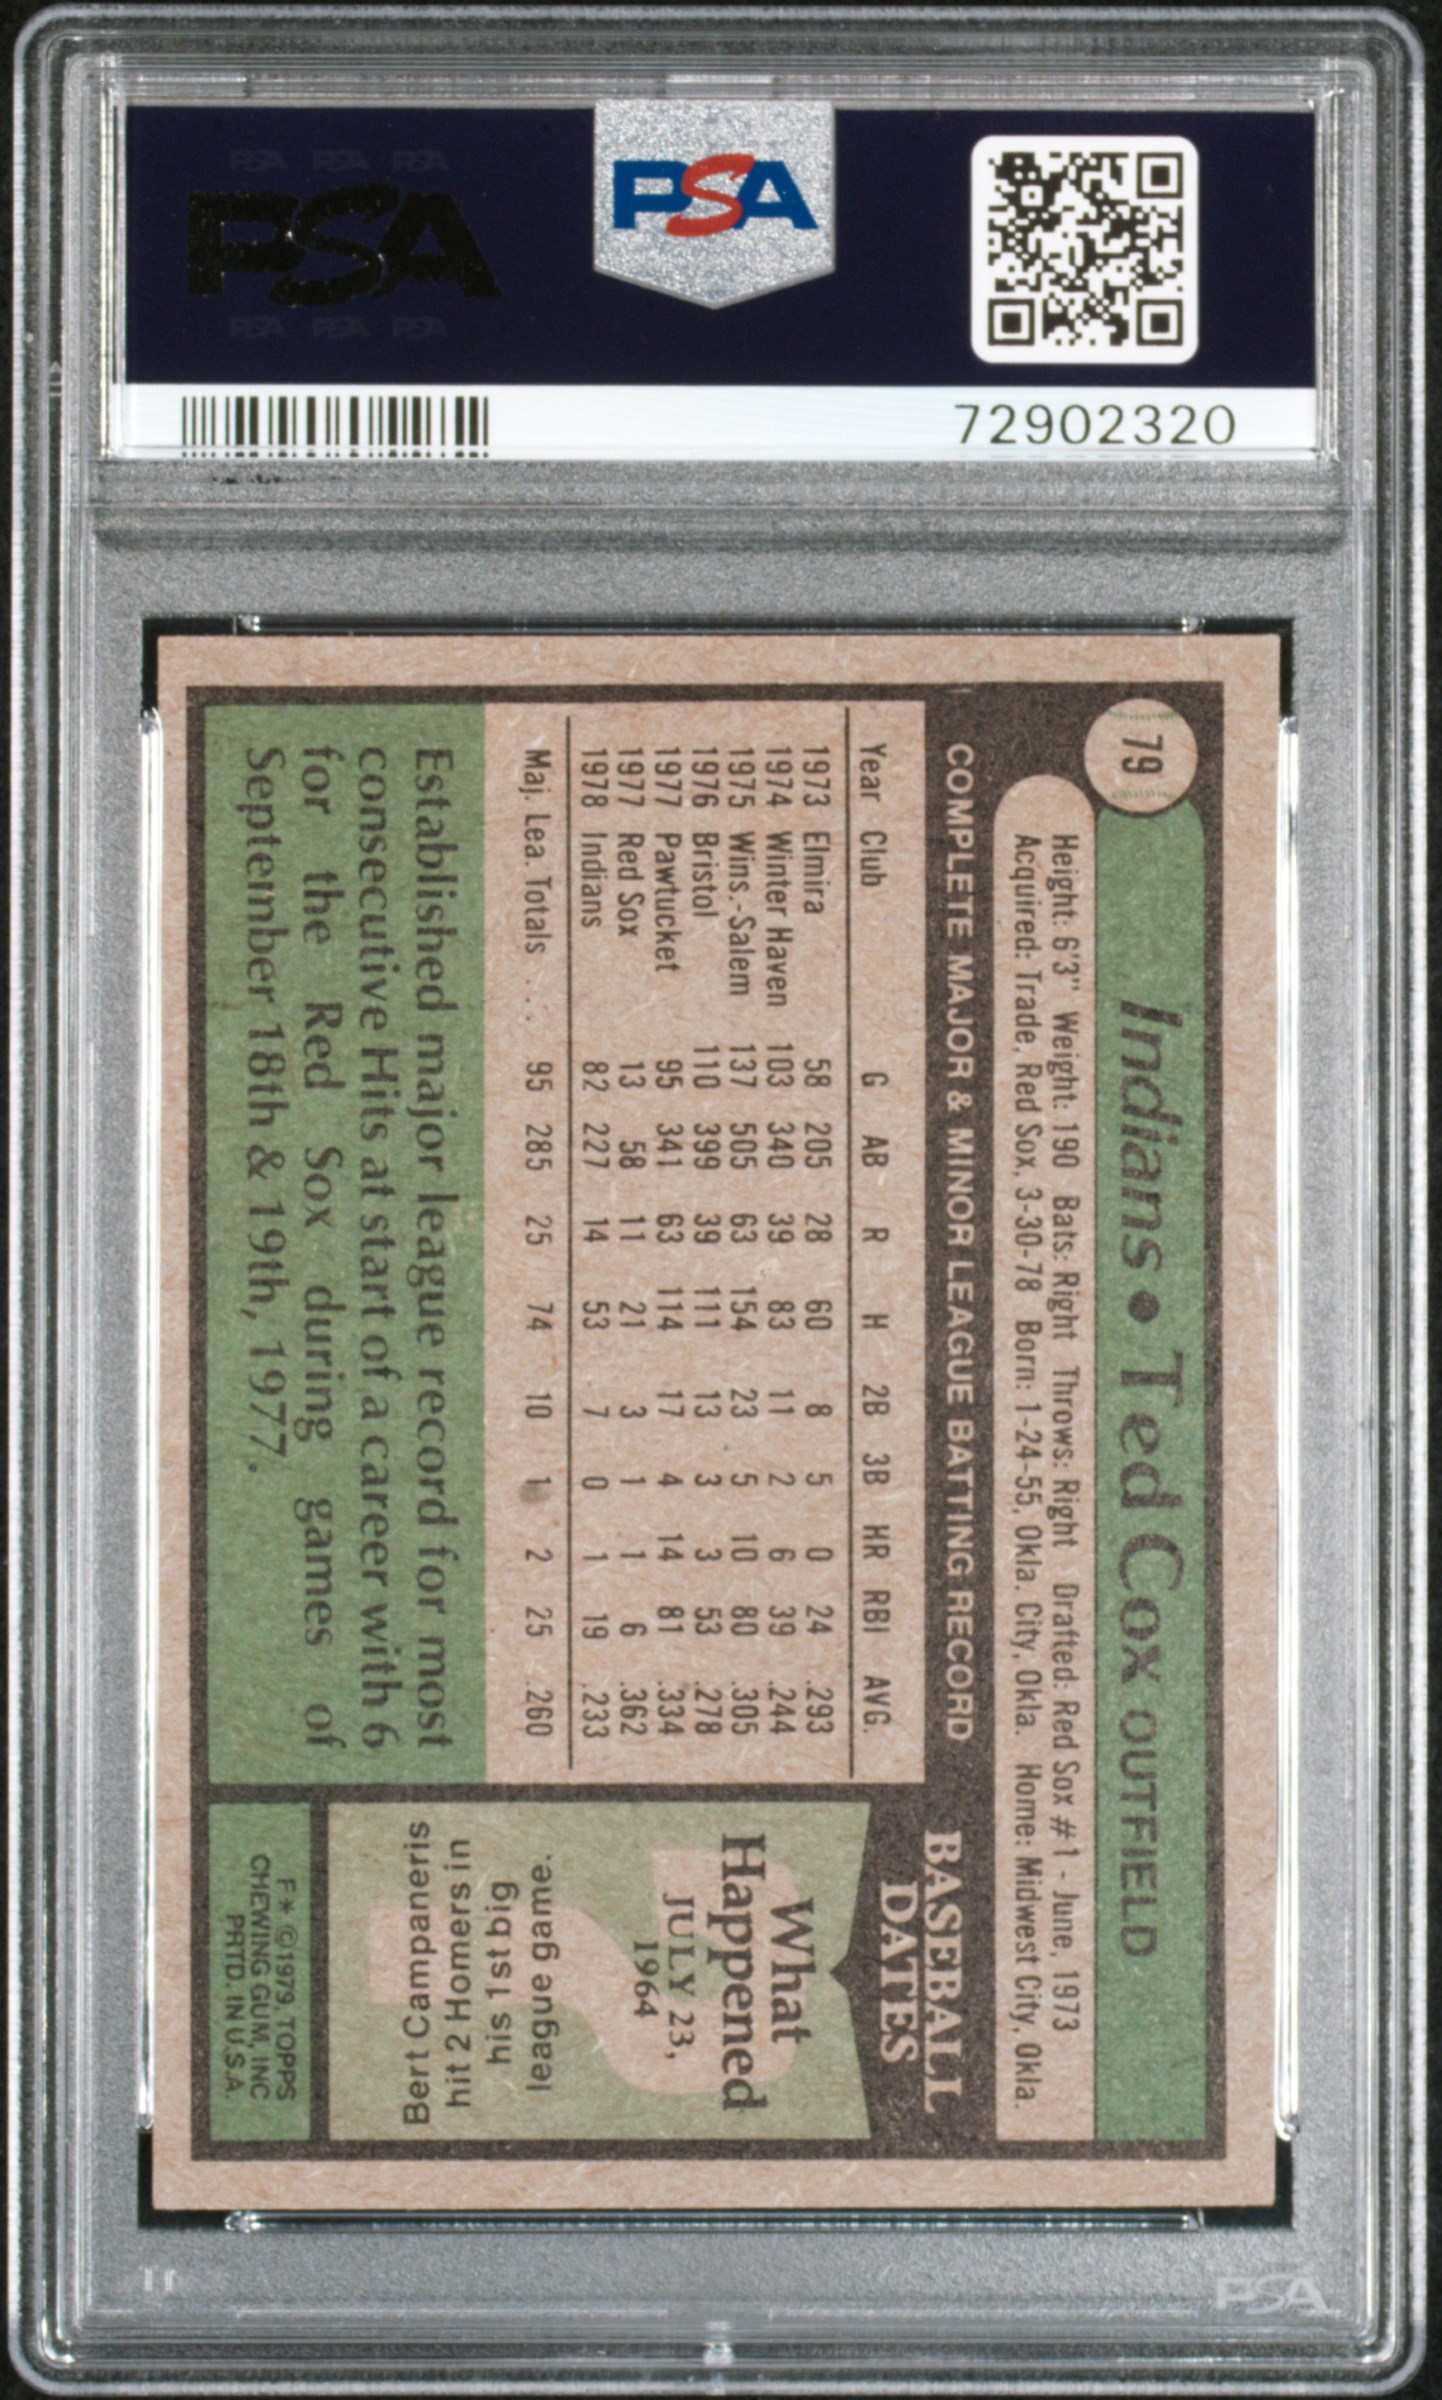 PSA PSA PSA
PSA
PSA PSA PSA
PSA
72902320
79
Indians • Ted Cox OUTFIELD
Height: 6'3" Weight: 190 Bats: Right Throws: Right Drafted: Red Sox #1 - June, 1973
Acquired: Trade, Red Sox, 3-30-78 Born: 1-24-55, Okla. City, Okla. Home: Midwest City, Okla.
COMPLETE MAJOR & MINOR LEAGUE BATTING RECORD
Year Club G AB R H 2B 3B HR RBI AVG.
1973 Elmira 58 205 28 60 8 5 0 24 .293
1974 Winter Haven 103 340 39 83 11 2 6 39 .244
1975 Wins.-Salem 137 505 63 154 23 5 10 80 .305
1976 Bristol 110 399 39 111 13 3 3 53 .278
1977 Pawtucket 95 341 63 114 17 4 14 81 .334
1977 Red Sox 13 58 11 21 3 1 1 6 .362
1978 Indians 82 227 14 53 7 0 1 19 .233
Maj. Lea. Totals . . . 95 285 25 74 10 1 2 25 .260
Established major league record for most
consecutive Hits at start of a career with 6
for the Red Sox during games of
September 18th & 19th, 1977.
BASEBALL
DATES
What
Happened
JULY 23,
1964
league game.
his 1st big
hit 2 Homers in
Bert Campaneris
F* ©1979. TOPPS
CHEWING GUM, INC
PRTD. IN U.S.A.
PSA